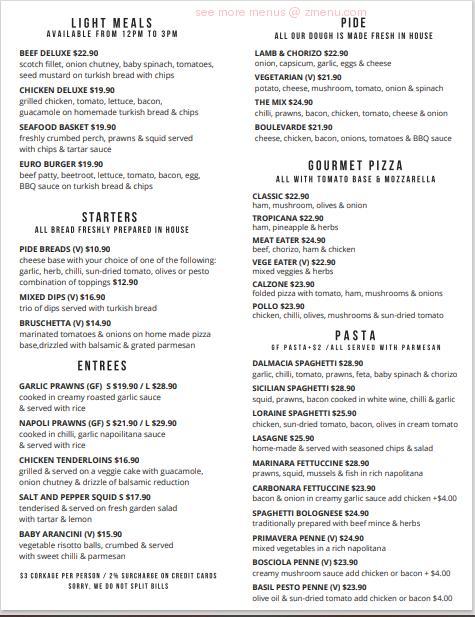 see more menus @ zmenu.com
LIGHT MEALS
AVAILABLE FROM 12PM TO 3PM
BEEF DELUXE $22.90
scotch fillet, onion chutney, baby spinach, tomatoes,
seed mustard on turkish bread with chips
CHICKEN DELUXE $19.90
grilled chicken, tomato, lettuce, bacon,
guacamole on homemade turkish bread & chips
SEAFOOD BASKET $19.90
freshly crumbed perch, prawns & squid served
with chips & tartar sauce
EURO BURGER $19.90
beef patty, beetroot, lettuce, tomato, bacon, egg,
BBQ sauce on turkish bread & chips
STARTERS
ALL BREAD FRESHLY PREPARED IN HOUSE
PIDE BREADS (V) $10.90
cheese base with your choice of one of the following:
garlic, herb, chilli, sun-dried tomato, olives or pesto
combination of toppings $12.90
MIXED DIPS (V) $16.90
trio of dips served with turkish bread
BRUSCHETTA (V) $14.90
marinated tomatoes & onions on home made pizza
base,drizzled with balsamic & grated parmesan
ENTREES
GARLIC PRAWNS (GF) S $19.90 / L $28.90
cooked in creamy roasted garlic sauce
& served with rice
NAPOLI PRAWNS (GF) S $21.90 / L $29.90
cooked in chilli, garlic napoilitana sauce
& served with rice
CHICKEN TENDERLOINS $16.90
grilled & served on a veggie cake with guacamole,
onion chutney & drizzle of balsamic reduction
SALT AND PEPPER SQUID S $17.90
tenderised & served on fresh garden salad
with tartar & lemon
BABY ARANCINI (V) $15.90
vegetable risotto balls, crumbed & served
with sweet chilli & parmesan
$3 CORKAGE PER PERSON / 2% SURCHARGE ON CREDIT CARDS
SORRY, WE DO NOT SPLIT BILLS
PIDE
ALL OUR DOUGH IS MADE FRESH IN HOUSE
LAMB & CHORIZO $22.90
onion, capsicum, garlic, eggs & cheese
VEGETARIAN (V) $21.90
potato, cheese, mushroom, tomato, onion & spinach
THE MIX $24.90
chilli, prawns, bacon, chicken, tomato, cheese & onion
BOULEVARDE $21.90
cheese, chicken, bacon, onions, tomatoes & BBQ sauce
GOURMET PIZZA
ALL WITH TOMATO BASE & MOZZARELLA
CLASSIC $22.90
ham, mushroom, olives & onion
TROPICANA $22.90
ham, pineapple & herbs
MEAT EATER $24.90
beef, chorizo, ham & chicken
VEGE EATER (V) $22.90
mixed veggies & herbs
CALZONE $23.90
folded pizza with tomato, ham, mushrooms & onions
POLLO $23.90
chicken, chilli, olives, mushrooms & sun-dried tomato
PASTA
GF PASTA+$2 /ALL SERVED WITH PARMESAN
DALMACIA SPAGHETTI $28.90
garlic, chilli, tomato, prawns, feta, baby spinach & chorizo
SICILIAN SPAGHETTI $28.90
squid, prawns, bacon cooked in white wine, chilli & garlic
LORAINE SPAGHETTI $25.90
chicken, sun-dried tomato, bacon, olives in cream tomato
LASAGNE $25.90
home-made & served with seasoned chips & salad
MARINARA FETTUCCINE $28.90
prawns, squid, mussels & fish in rich napolitana
CARBONARA FETTUCCINE $23.90
bacon & onion in creamy garlic sauce add chicken +$4.00
SPAGHETTI BOLOGNESE $24.90
traditionally prepared with beef mince & herbs
PRIMAVERA PENNE (V) $24.90
mixed vegetables in a rich napolitana
BOSCIOLA PENNE (V) $23.90
creamy mushroom sauce add chicken or bacon + $4.00
BASIL PESTO PENNE (V) $23.90
olive oil & sun-dried tomato add chicken or bacon $4.00